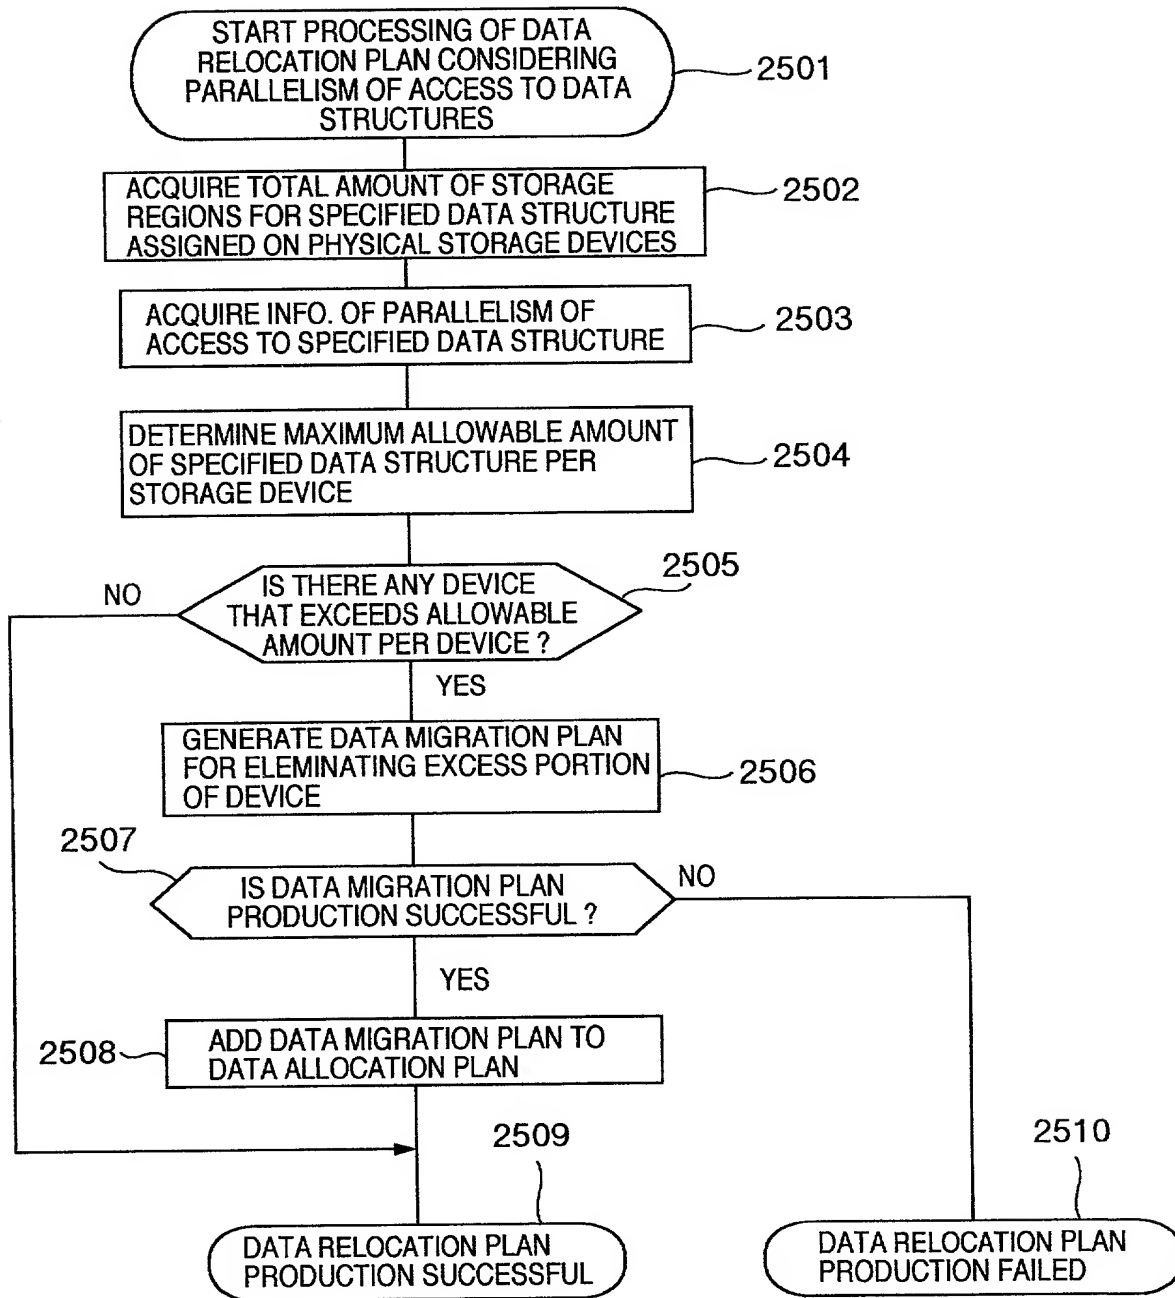 START PROCESSING OF DATA
RELOCATION PLAN CONSIDERING
PARALLELISM OF ACCESS TO DATA
STRUCTURES
2501
ACQUIRE TOTAL AMOUNT OF STORAGE
REGIONS FOR SPECIFIED DATA STRUCTURE
ASSIGNED ON PHYSICAL STORAGE DEVICES
2502
ACQUIRE INFO. OF PARALLELISM OF
ACCESS TO SPECIFIED DATA STRUCTURE
2503
DETERMINE MAXIMUM ALLOWABLE AMOUNT
OF SPECIFIED DATA STRUCTURE PER
STORAGE DEVICE
2504
2505
NO
IS THERE ANY DEVICE
THAT EXCEEDS ALLOWABLE
AMOUNT PER DEVICE ?
YES
GENERATE DATA MIGRATION PLAN
FOR ELEMINATING EXCESS PORTION
OF DEVICE
2506
2507
IS DATA MIGRATION PLAN
PRODUCTION SUCCESSFUL ?
NO
YES
2508
ADD DATA MIGRATION PLAN TO
DATA ALLOCATION PLAN
2509
2510
DATA RELOCATION PLAN
PRODUCTION SUCCESSFUL
DATA RELOCATION PLAN
PRODUCTION FAILED